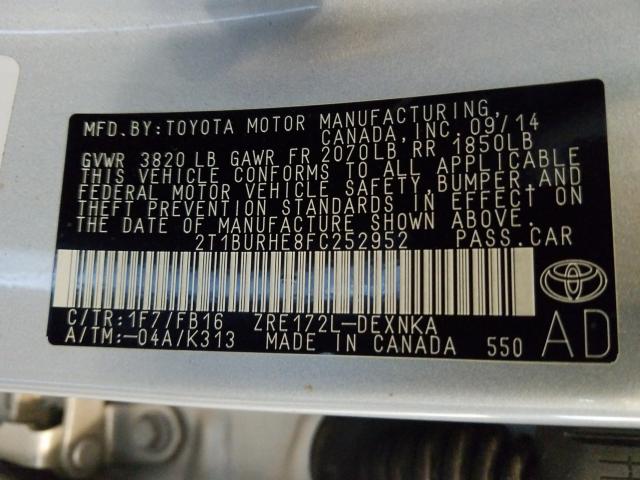 MFD. BY: TOYOTA MOTOR MANUFACTURING,
CANADA, INC. 09/14
GVWR 3820 LB GAWR FR 2070LB, RR 1850LB
THIS VEHICLE CONFORMS TO ALL APPLICABLE
FEDERAL MOTOR VEHICLE SAFETY, BUMPER, AND
THEFT PREVENTION STANDARDS IN EFFECT ON
THE DATE OF MANUFACTURE SHOWN ABOVE.
2T1BURHE8FC252952 PASS.CAR
C/TR: 1F7/FB16 ZRE172L-DEXNKA
A/TM: -04A/K313 MADE IN CANADA 550
AD